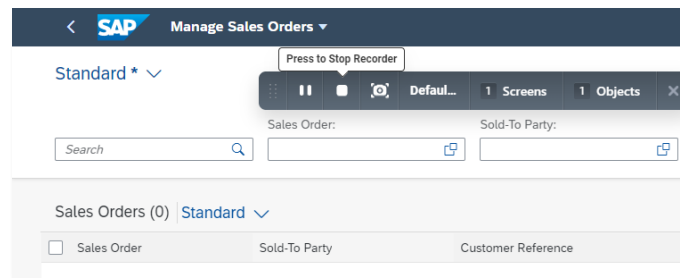 SAP Manage Sales Orders
Press to Stop Recorder
Standard *
Defaul... 1 Screens 1 Objects
Sales Order: Sold-To Party:
Search
Sales Orders (0) Standard
Sales Order Sold-To Party Customer Reference